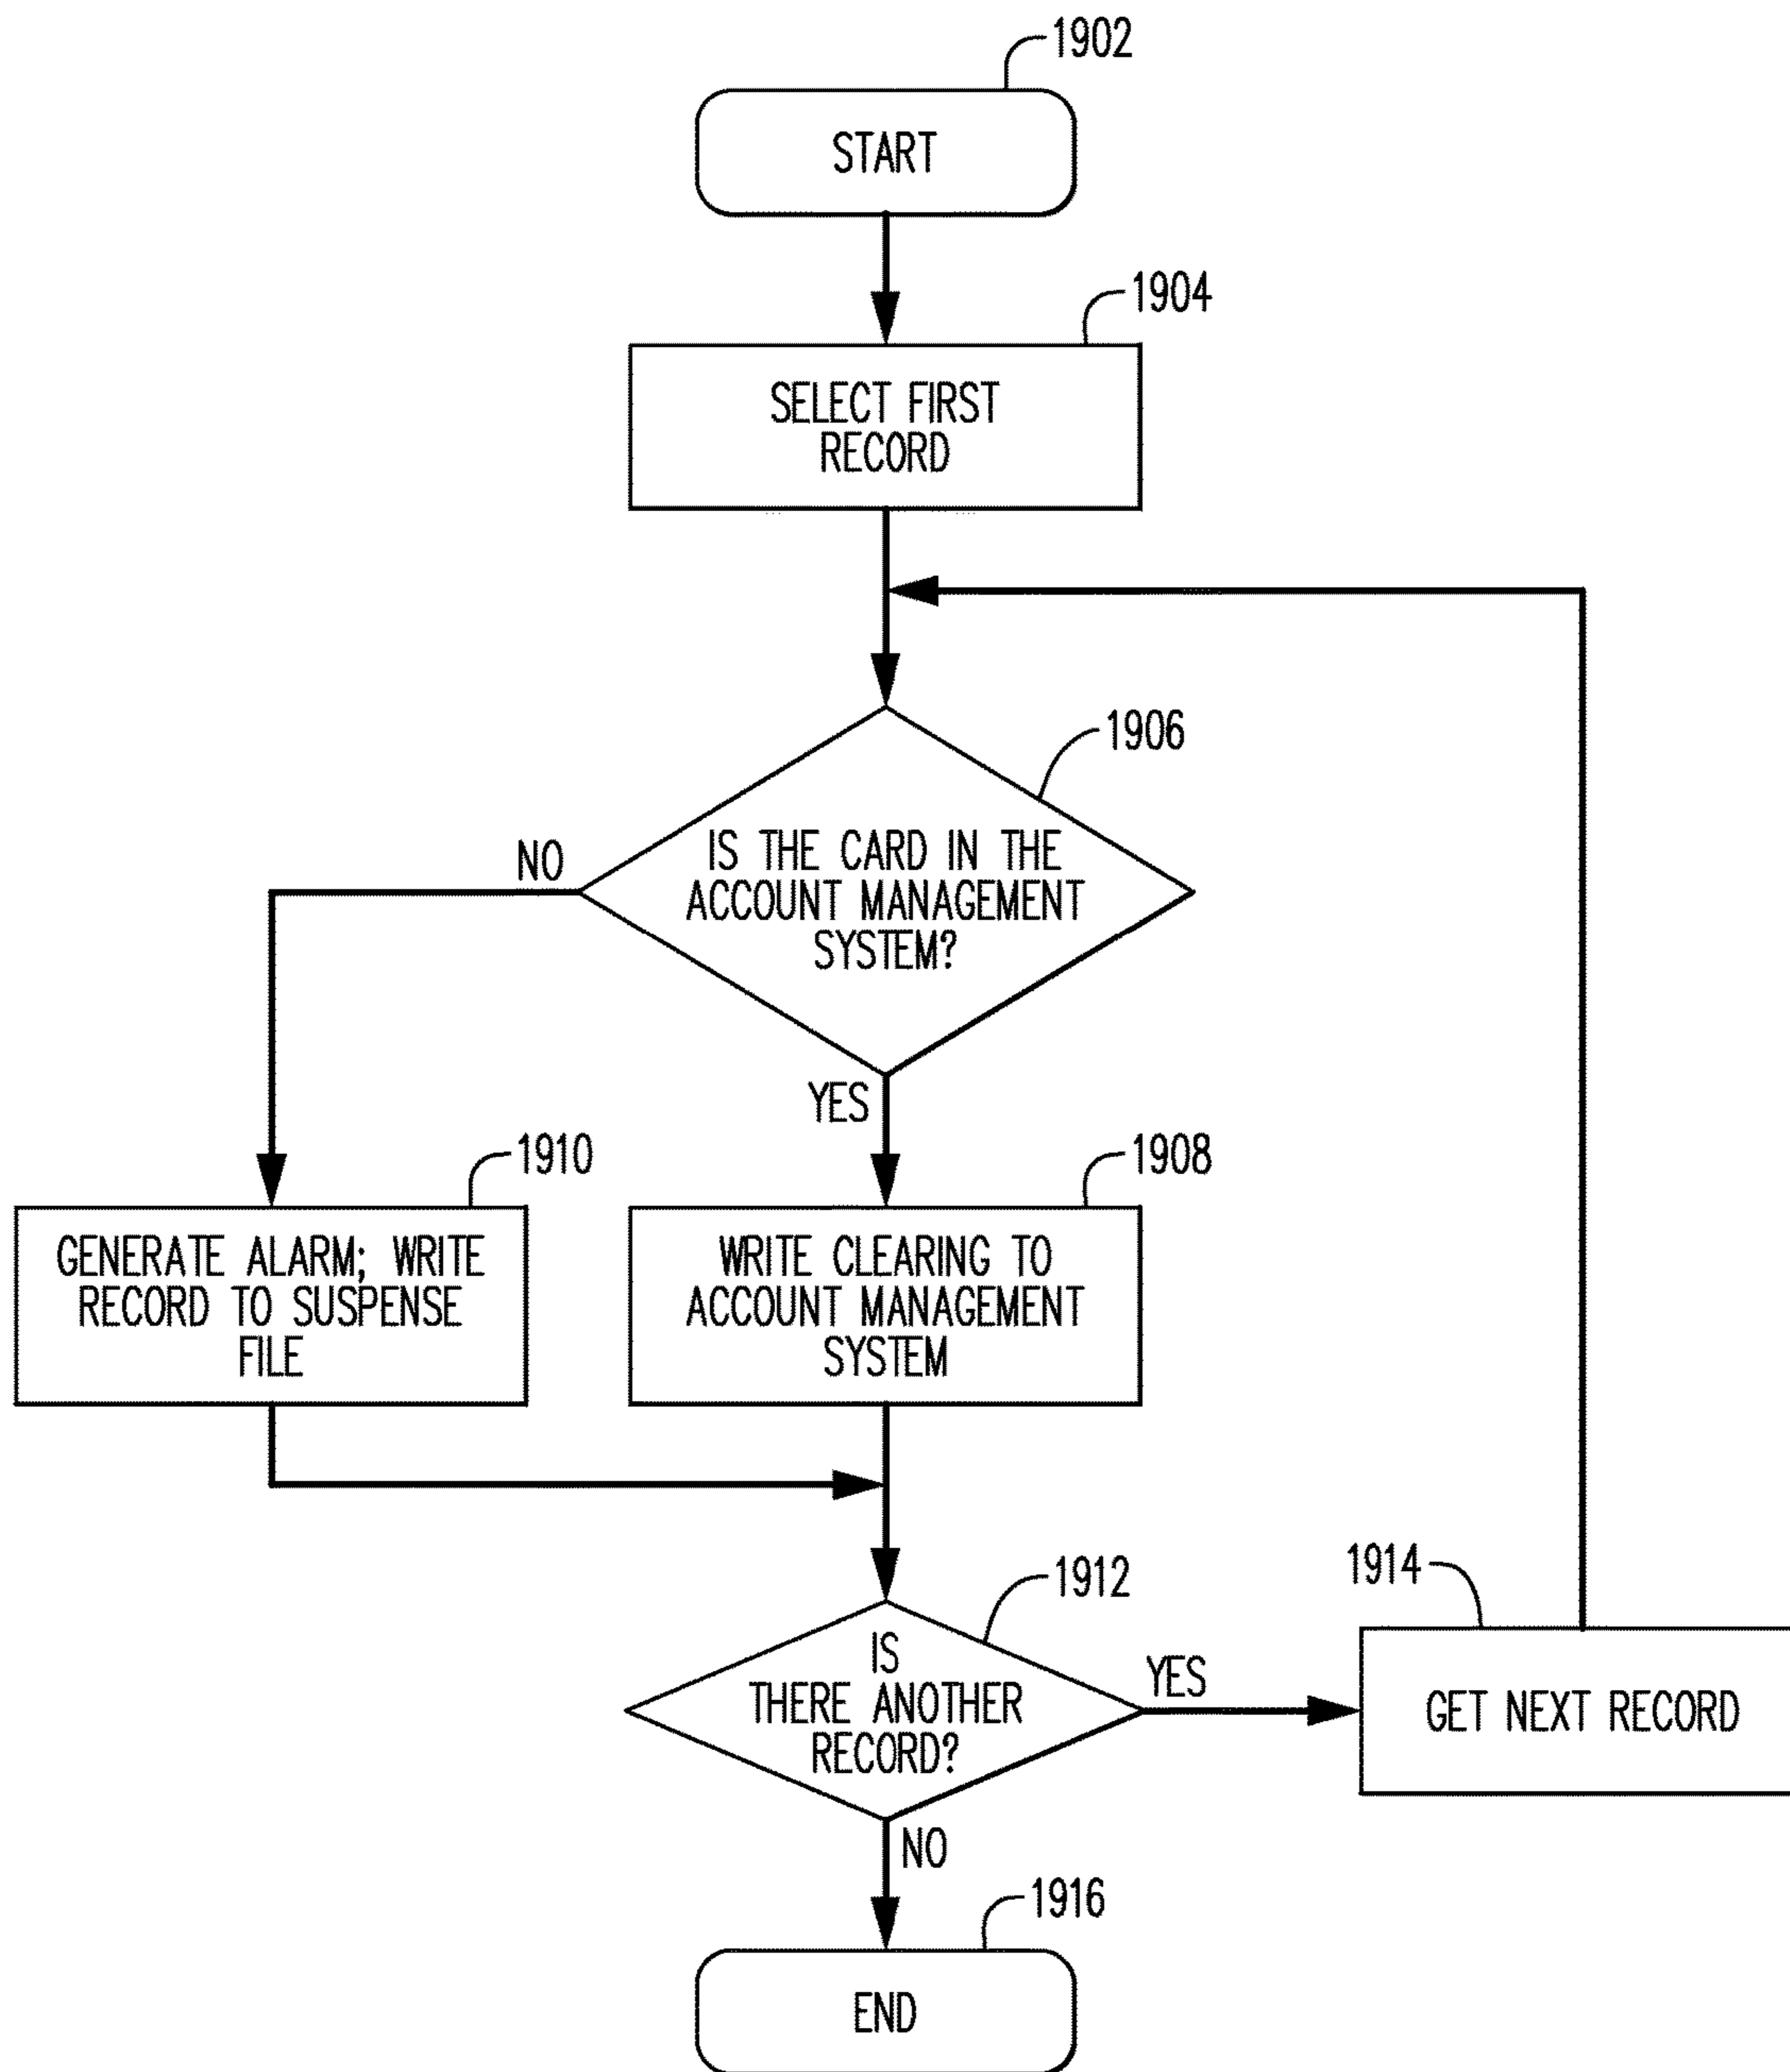 1902
START
1904
SELECT FIRST
RECORD
1906
NO
IS THE CARD IN THE
ACCOUNT MANAGEMENT
SYSTEM?
YES
1910
1908
GENERATE ALARM; WRITE
RECORD TO SUSPENSE
FILE
WRITE CLEARING TO
ACCOUNT MANAGEMENT
SYSTEM
1912
1914
IS
THERE ANOTHER
RECORD?
YES
GET NEXT RECORD
NO
1916
END